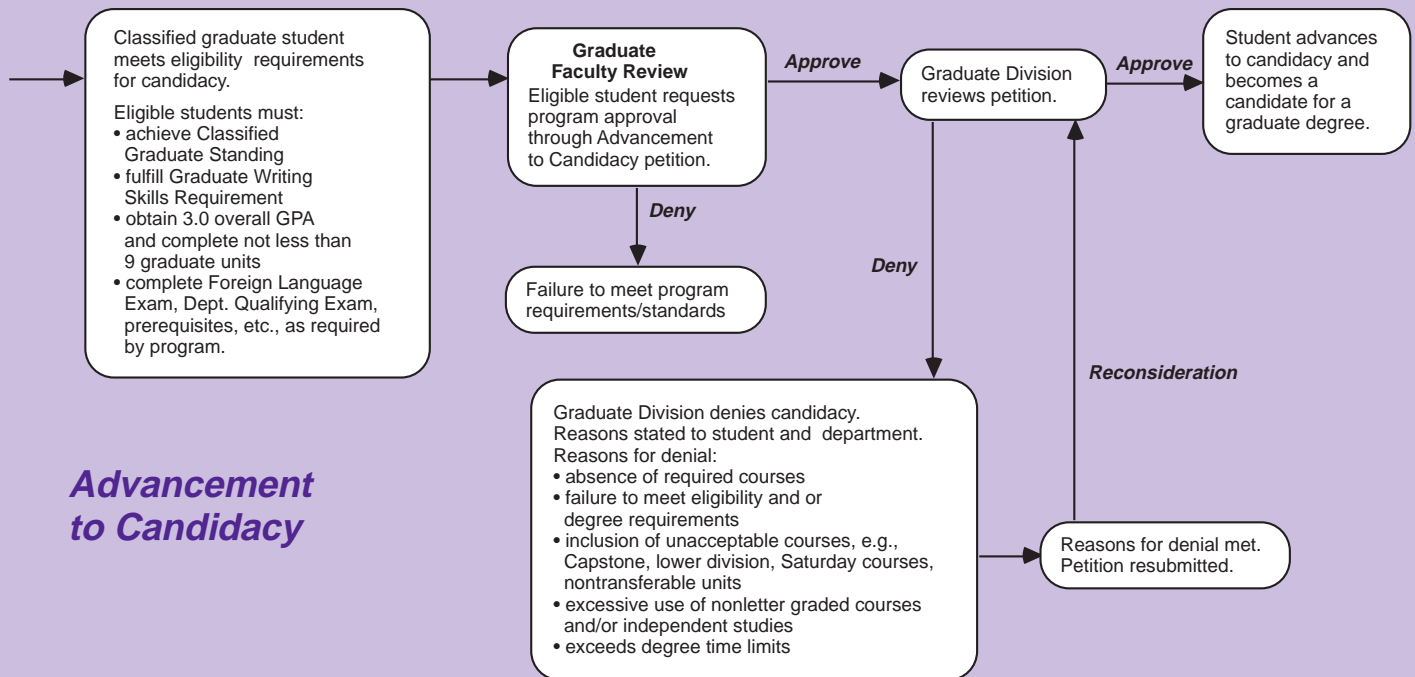 Classified graduate student
meets eligibility requirements
for candidacy.
Eligible students must:
• achieve Classified
Graduate Standing
• fulfill Graduate Writing
Skills Requirement
• obtain 3.0 overall GPA
and complete not less than
9 graduate units
• complete Foreign Language
Exam, Dept. Qualifying Exam,
prerequisites, etc., as required
by program.
Graduate
Faculty Review
Eligible student requests
program approval
through Advancement
to Candidacy petition.
Approve
Graduate Division
reviews petition.
Approve
Student advances
to candidacy and
becomes a
candidate for a
graduate degree.
Deny
Failure to meet program
requirements/standards
Deny
Reconsideration
Graduate Division denies candidacy.
Reasons stated to student and department.
Reasons for denial:
• absence of required courses
• failure to meet eligibility and or
degree requirements
• inclusion of unacceptable courses, e.g.,
Capstone, lower division, Saturday courses,
nontransferable units
• excessive use of nonletter graded courses
and/or independent studies
• exceeds degree time limits
Reasons for denial met.
Petition resubmitted.
Advancement
to Candidacy